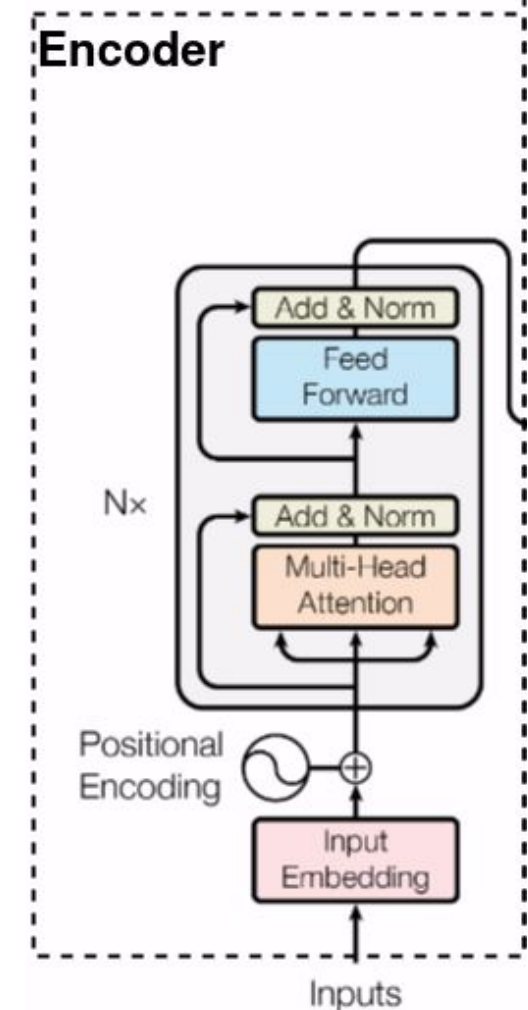 Encoder
Add & Norm
Feed
Forward
Nx
Add & Norm
Multi-Head
Attention
Positional
Encoding
Input
Embedding
Inputs